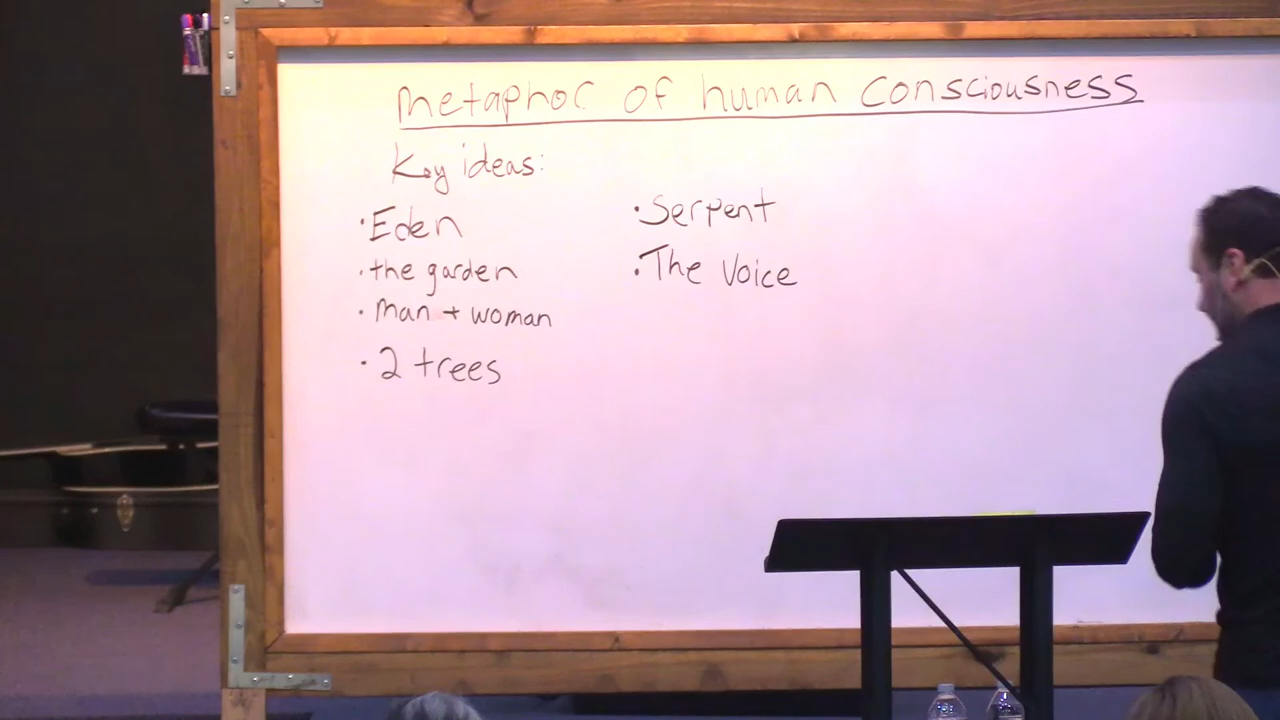 metaphor of human consciousness
Key ideas:
• Eden
• the garden
• man + woman
• 2 trees
• Serpent
• The Voice